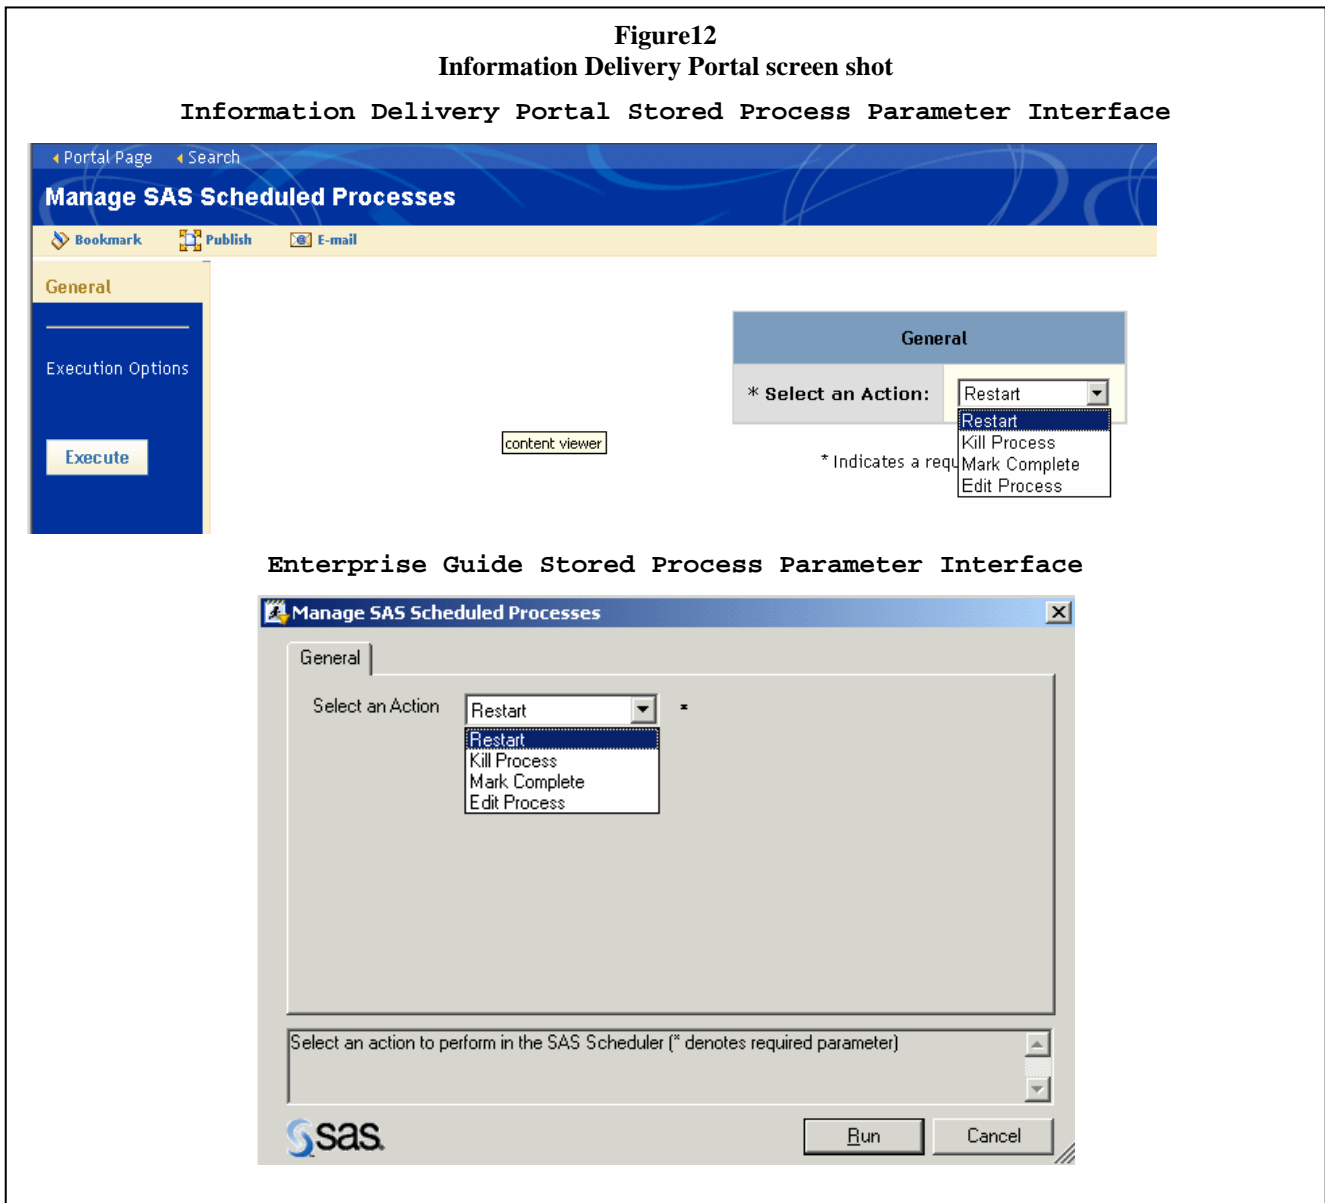 Figure12
Information Delivery Portal screen shot
Information Delivery Portal Stored Process Parameter Interface
Portal Page Search
Manage SAS Scheduled Processes
Bookmark Publish E-mail
General
Execution Options
Execute
content viewer
General
* Select an Action: Restart
Restart
Kill Process
* Indicates a requ
Mark Complete
Edit Process
Enterprise Guide Stored Process Parameter Interface
Manage SAS Scheduled Processes
General
Select an Action Restart *
Restart
Kill Process
Mark Complete
Edit Process
Select an action to perform in the SAS Scheduler (* denotes required parameter)
sas.
Run Cancel